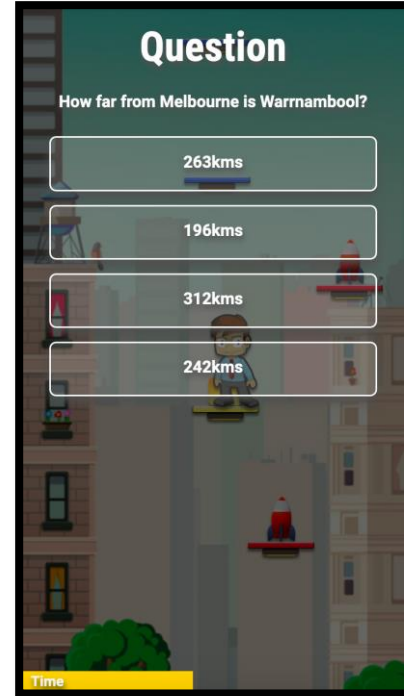 Question
How far from Melbourne is Warrnambool?
263kms
196kms
312kms
242kms
Time